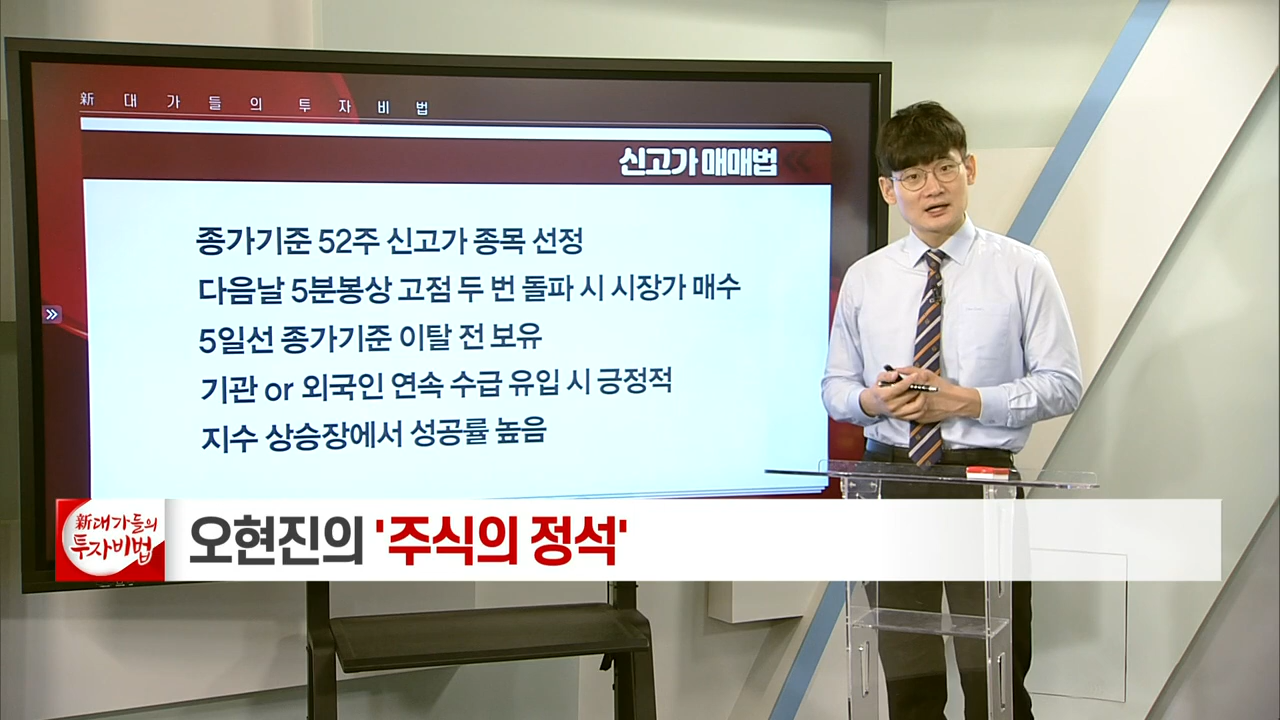 新 대 가 들 의 투 자 비 법
신고가 매매법
종가기준 52주 신고가 종목 선정
다음날 5분봉상 고점 두 번 돌파 시 시장가 매수
5일선 종가기준 이탈 전 보유
기관 or 외국인 연속 수급 유입 시 긍정적
지수 상승장에서 성공률 높음
新대가들의
투자비법
오현진의 '주식의 정석'